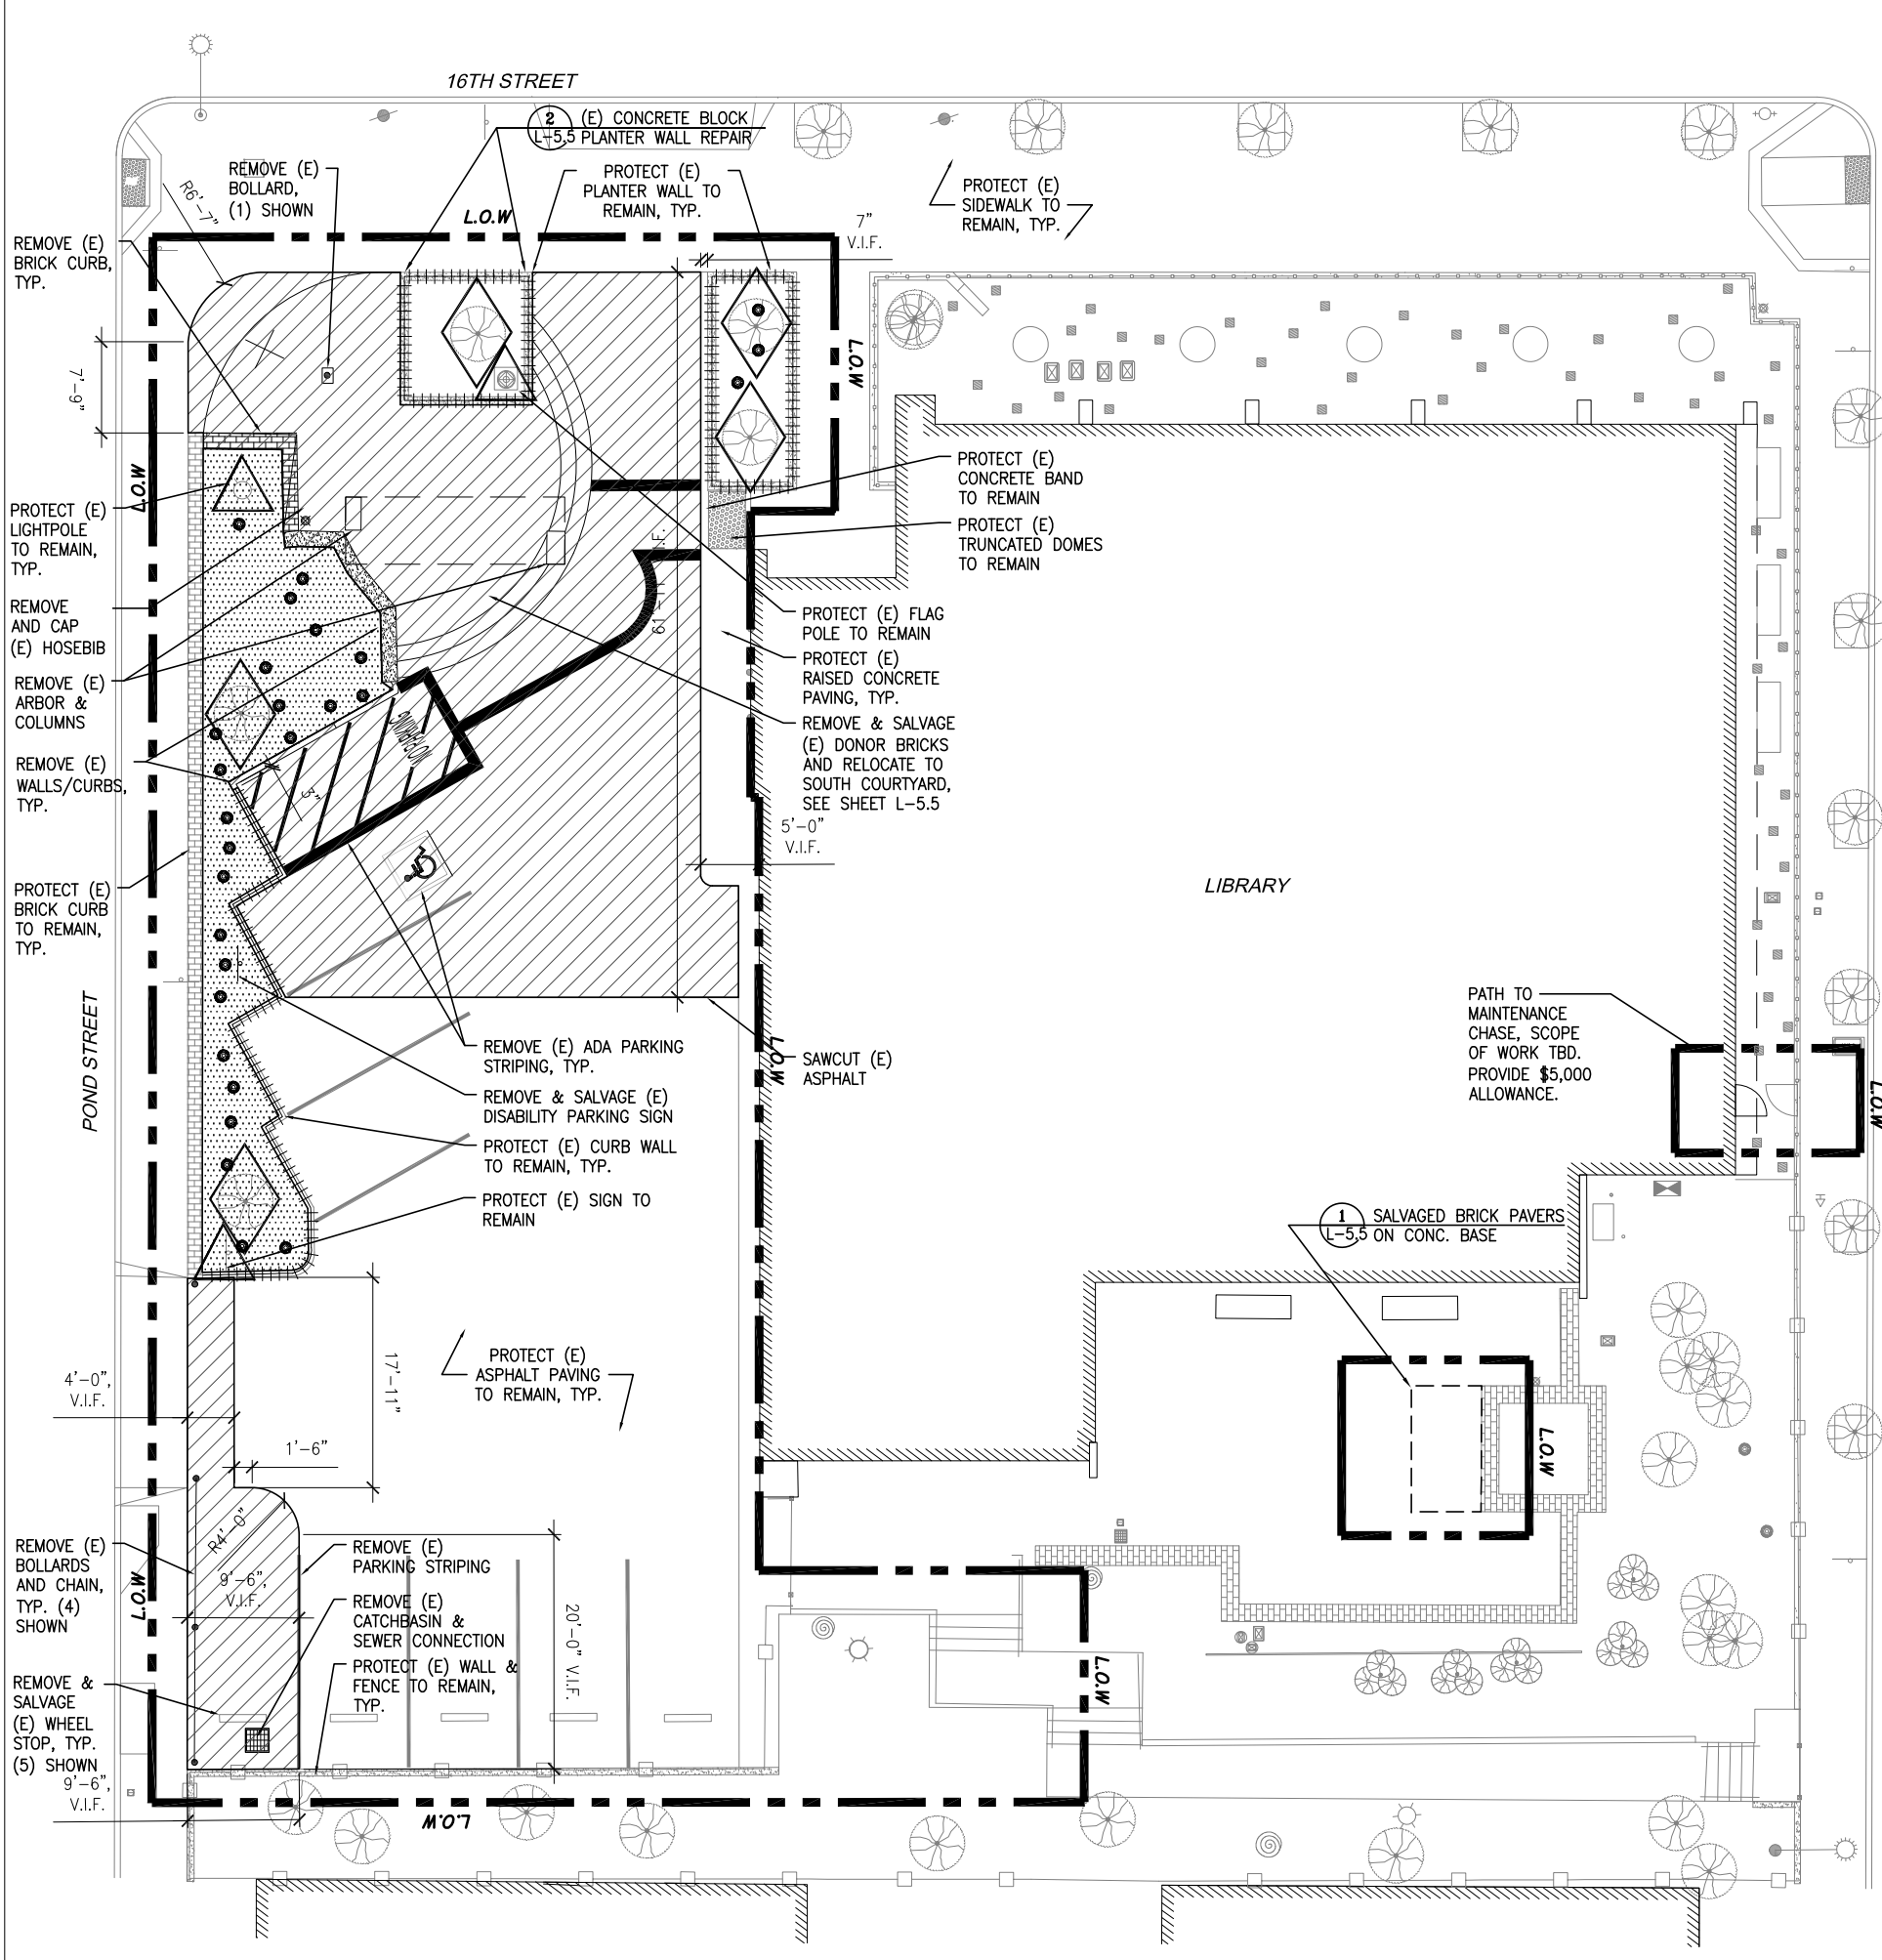 16TH STREET
2
L-5.5
(E) CONCRETE BLOCK
PLANTER WALL REPAIR
REMOVE (E)
BOLLARD,
(1) SHOWN
R6'-7"
PROTECT (E)
PLANTER WALL TO
REMAIN, TYP.
L.O.W
7"
V.I.F.
PROTECT (E)
SIDEWALK TO
REMAIN, TYP.
REMOVE (E)
BRICK CURB,
TYP.
7'-9"
L.O.W
L.O.W
PROTECT (E)
LIGHTPOLE
TO REMAIN,
TYP.
REMOVE
AND CAP
(E) HOSEBIB
REMOVE (E)
ARBOR &
COLUMNS
REMOVE (E)
WALLS/CURBS,
TYP.
PROTECT (E)
BRICK CURB
TO REMAIN,
TYP.
PROTECT (E)
CONCRETE BAND
TO REMAIN
PROTECT (E)
TRUNCATED DOMES
TO REMAIN
PROTECT (E) FLAG
POLE TO REMAIN
PROTECT (E)
RAISED CONCRETE
PAVING, TYP.
REMOVE & SALVAGE
(E) DONOR BRICKS
AND RELOCATE TO
SOUTH COURTYARD,
SEE SHEET L-5.5
NO PARKING
3"
5'-0"
V.I.F.
LIBRARY
POND STREET
REMOVE (E) ADA PARKING
STRIPING, TYP.
REMOVE & SALVAGE (E)
DISABILITY PARKING SIGN
PROTECT (E) CURB WALL
TO REMAIN, TYP.
PROTECT (E) SIGN TO
REMAIN
SAWCUT (E)
ASPHALT
L.O.W
PATH TO
MAINTENANCE
CHASE, SCOPE
OF WORK TBD.
PROVIDE $5,000
ALLOWANCE.
L.O.W
1
L-5.5
SALVAGED BRICK PAVERS
ON CONC. BASE
L.O.W
PROTECT (E)
ASPHALT PAVING
TO REMAIN, TYP.
17'-11"
4'-0",
V.I.F.
1'-6"
R4'-0"
9'-6",
V.I.F.
20'-0" V.I.F.
REMOVE (E)
BOLLARDS
AND CHAIN,
TYP. (4)
SHOWN
L.O.W
REMOVE (E)
PARKING STRIPING
REMOVE (E)
CATCHBASIN &
SEWER CONNECTION
PROTECT (E) WALL &
FENCE TO REMAIN,
TYP.
REMOVE &
SALVAGE
(E) WHEEL
STOP, TYP.
(5) SHOWN
9'-6",
V.I.F.
L.O.W
L.O.W